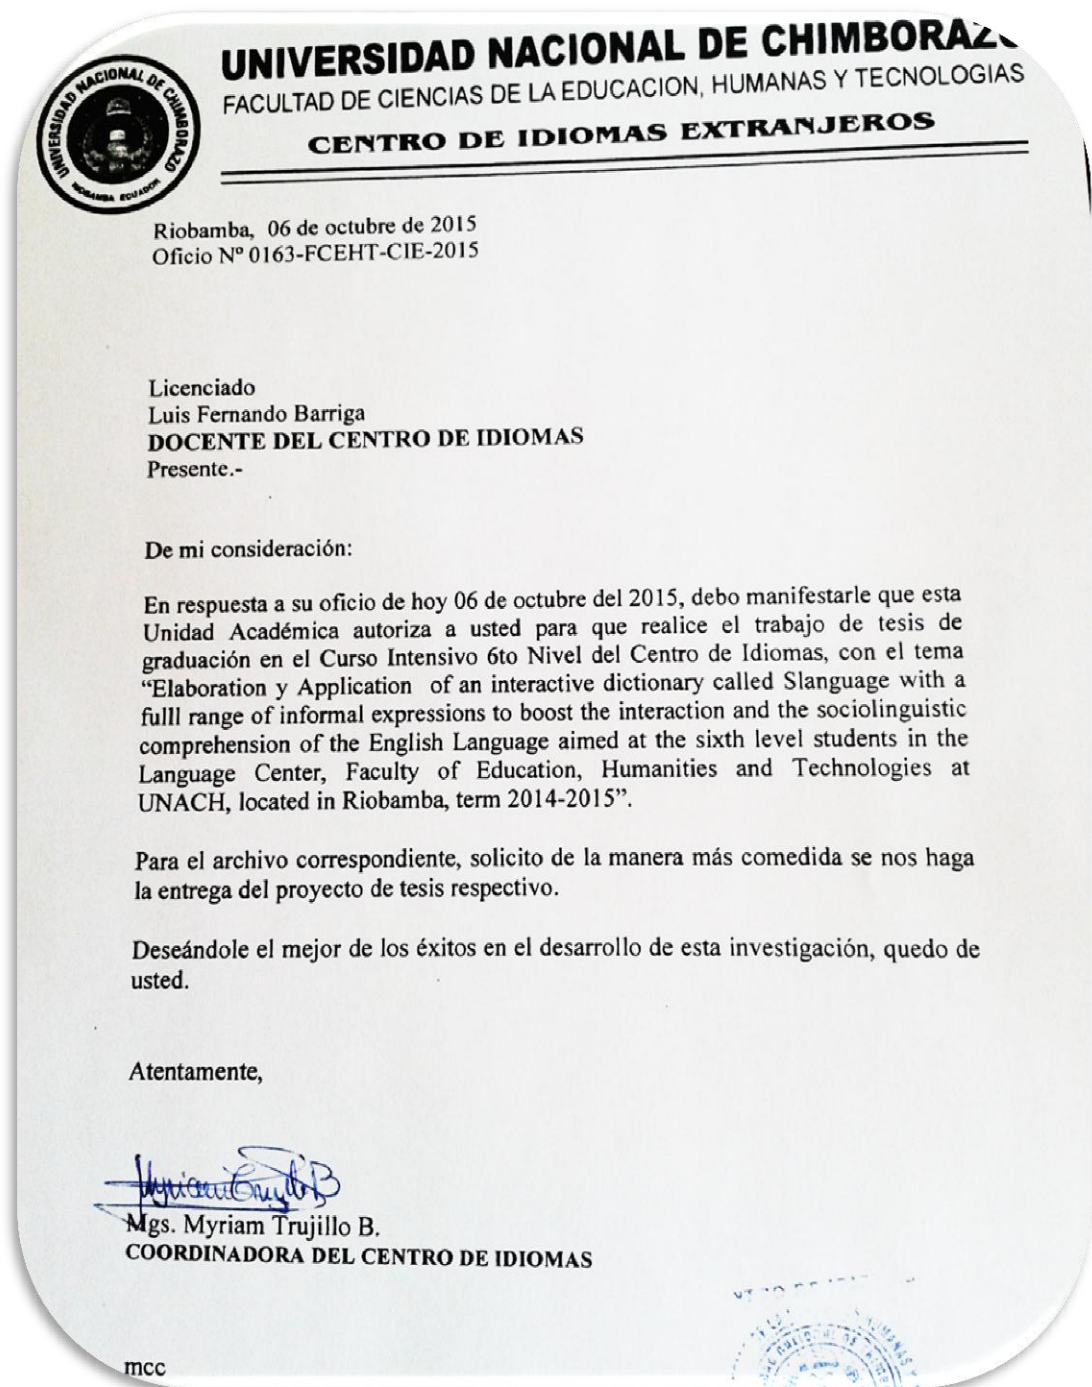 UNIVERSIDAD NACIONAL DE CHIMBORAZO
FACULTAD DE CIENCIAS DE LA EDUCACION, HUMANAS Y TECNOLOGIAS
CENTRO DE IDIOMAS EXTRANJEROS
UNIVERSIDAD NACIONAL DE CHIMBORAZO
RIOBAMBA ECUADOR
Riobamba, 06 de octubre de 2015
Oficio Nº 0163-FCEHT-CIE-2015
Licenciado
Luis Fernando Barriga
DOCENTE DEL CENTRO DE IDIOMAS
Presente.-
De mi consideración:
En respuesta a su oficio de hoy 06 de octubre del 2015, debo manifestarle que esta
Unidad Académica autoriza a usted para que realice el trabajo de tesis de
graduación en el Curso Intensivo 6to Nivel del Centro de Idiomas, con el tema
“Elaboration y Application of an interactive dictionary called Slanguage with a
fulll range of informal expressions to boost the interaction and the sociolinguistic
comprehension of the English Language aimed at the sixth level students in the
Language Center, Faculty of Education, Humanities and Technologies at
UNACH, located in Riobamba, term 2014-2015”.
Para el archivo correspondiente, solicito de la manera más comedida se nos haga
la entrega del proyecto de tesis respectivo.
Deseándole el mejor de los éxitos en el desarrollo de esta investigación, quedo de
usted.
Atentamente,
Myriam Trujillo B
Mgs. Myriam Trujillo B.
COORDINADORA DEL CENTRO DE IDIOMAS
mcc